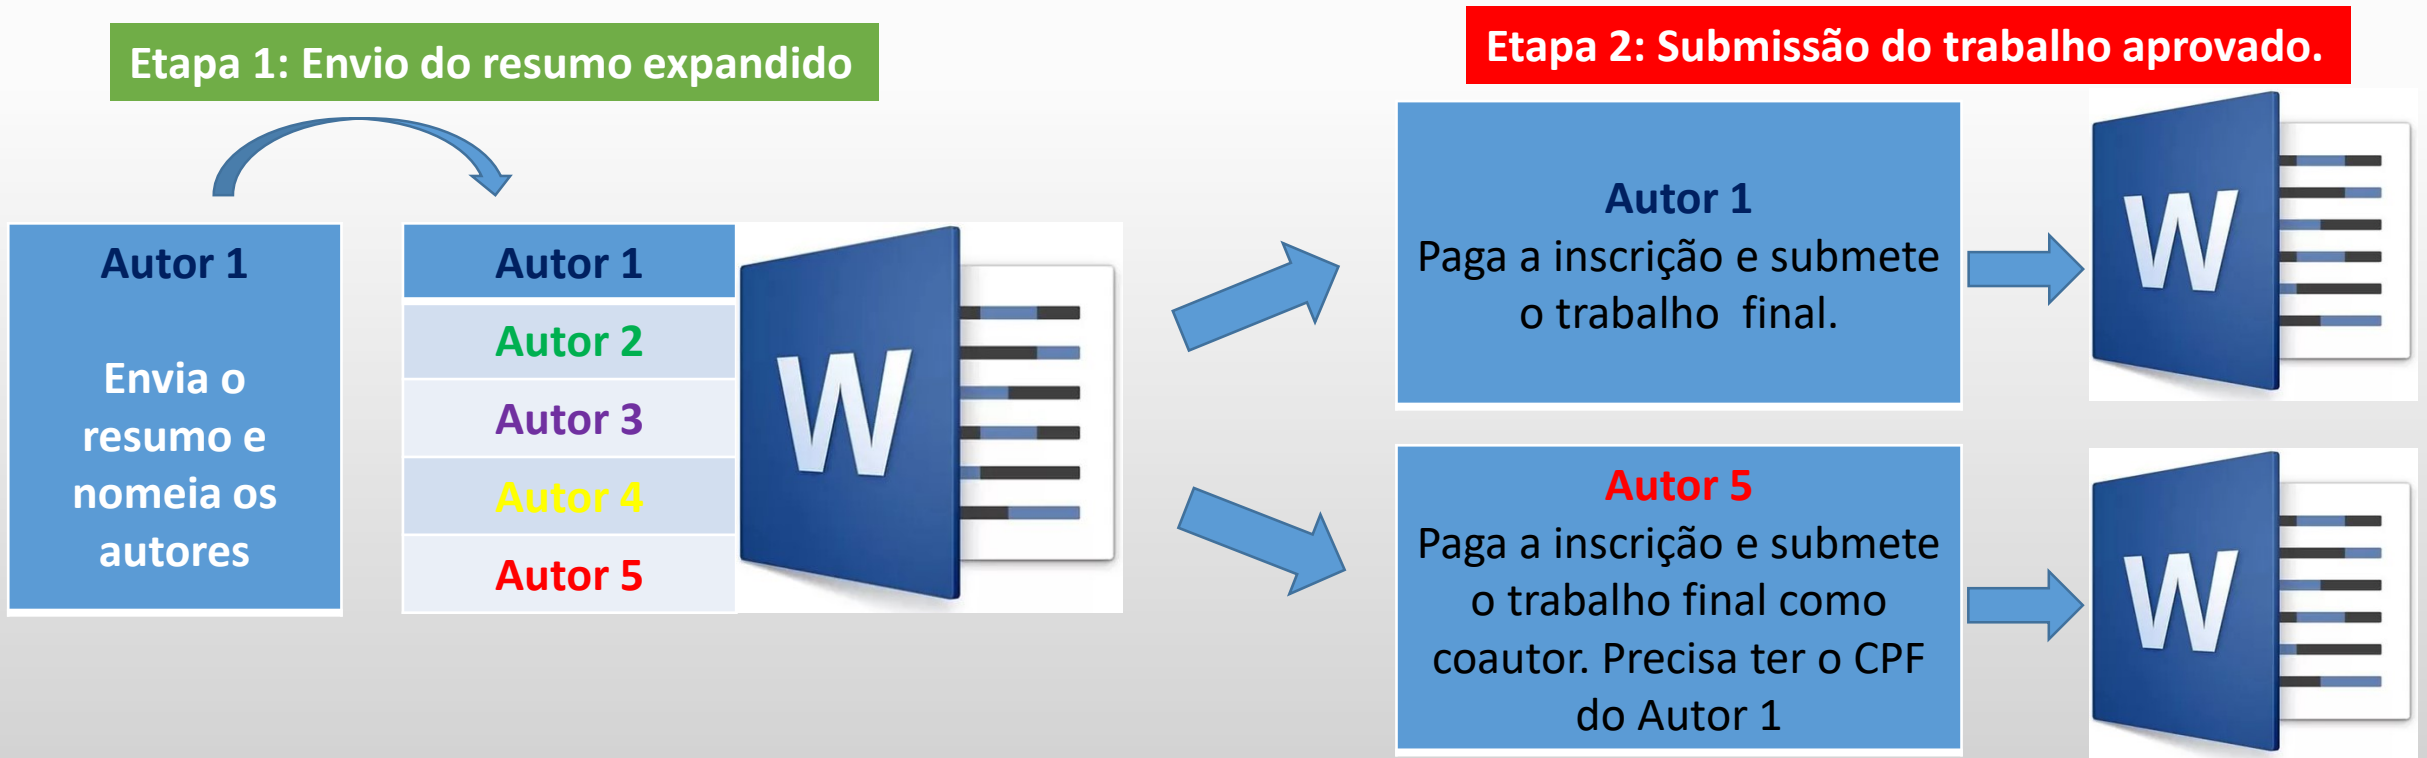 Etapa 1: Envio do resumo expandido
Autor 1
Envia o
resumo e
nomeia os
autores
Autor 1
Autor 2
Autor 3
Autor 4
Autor 5
W
Etapa 2: Submissão do trabalho aprovado.
Autor 1
Paga a inscrição e submete
o trabalho final.
W
Autor 5
Paga a inscrição e submete
o trabalho final como
coautor. Precisa ter o CPF
do Autor 1
W